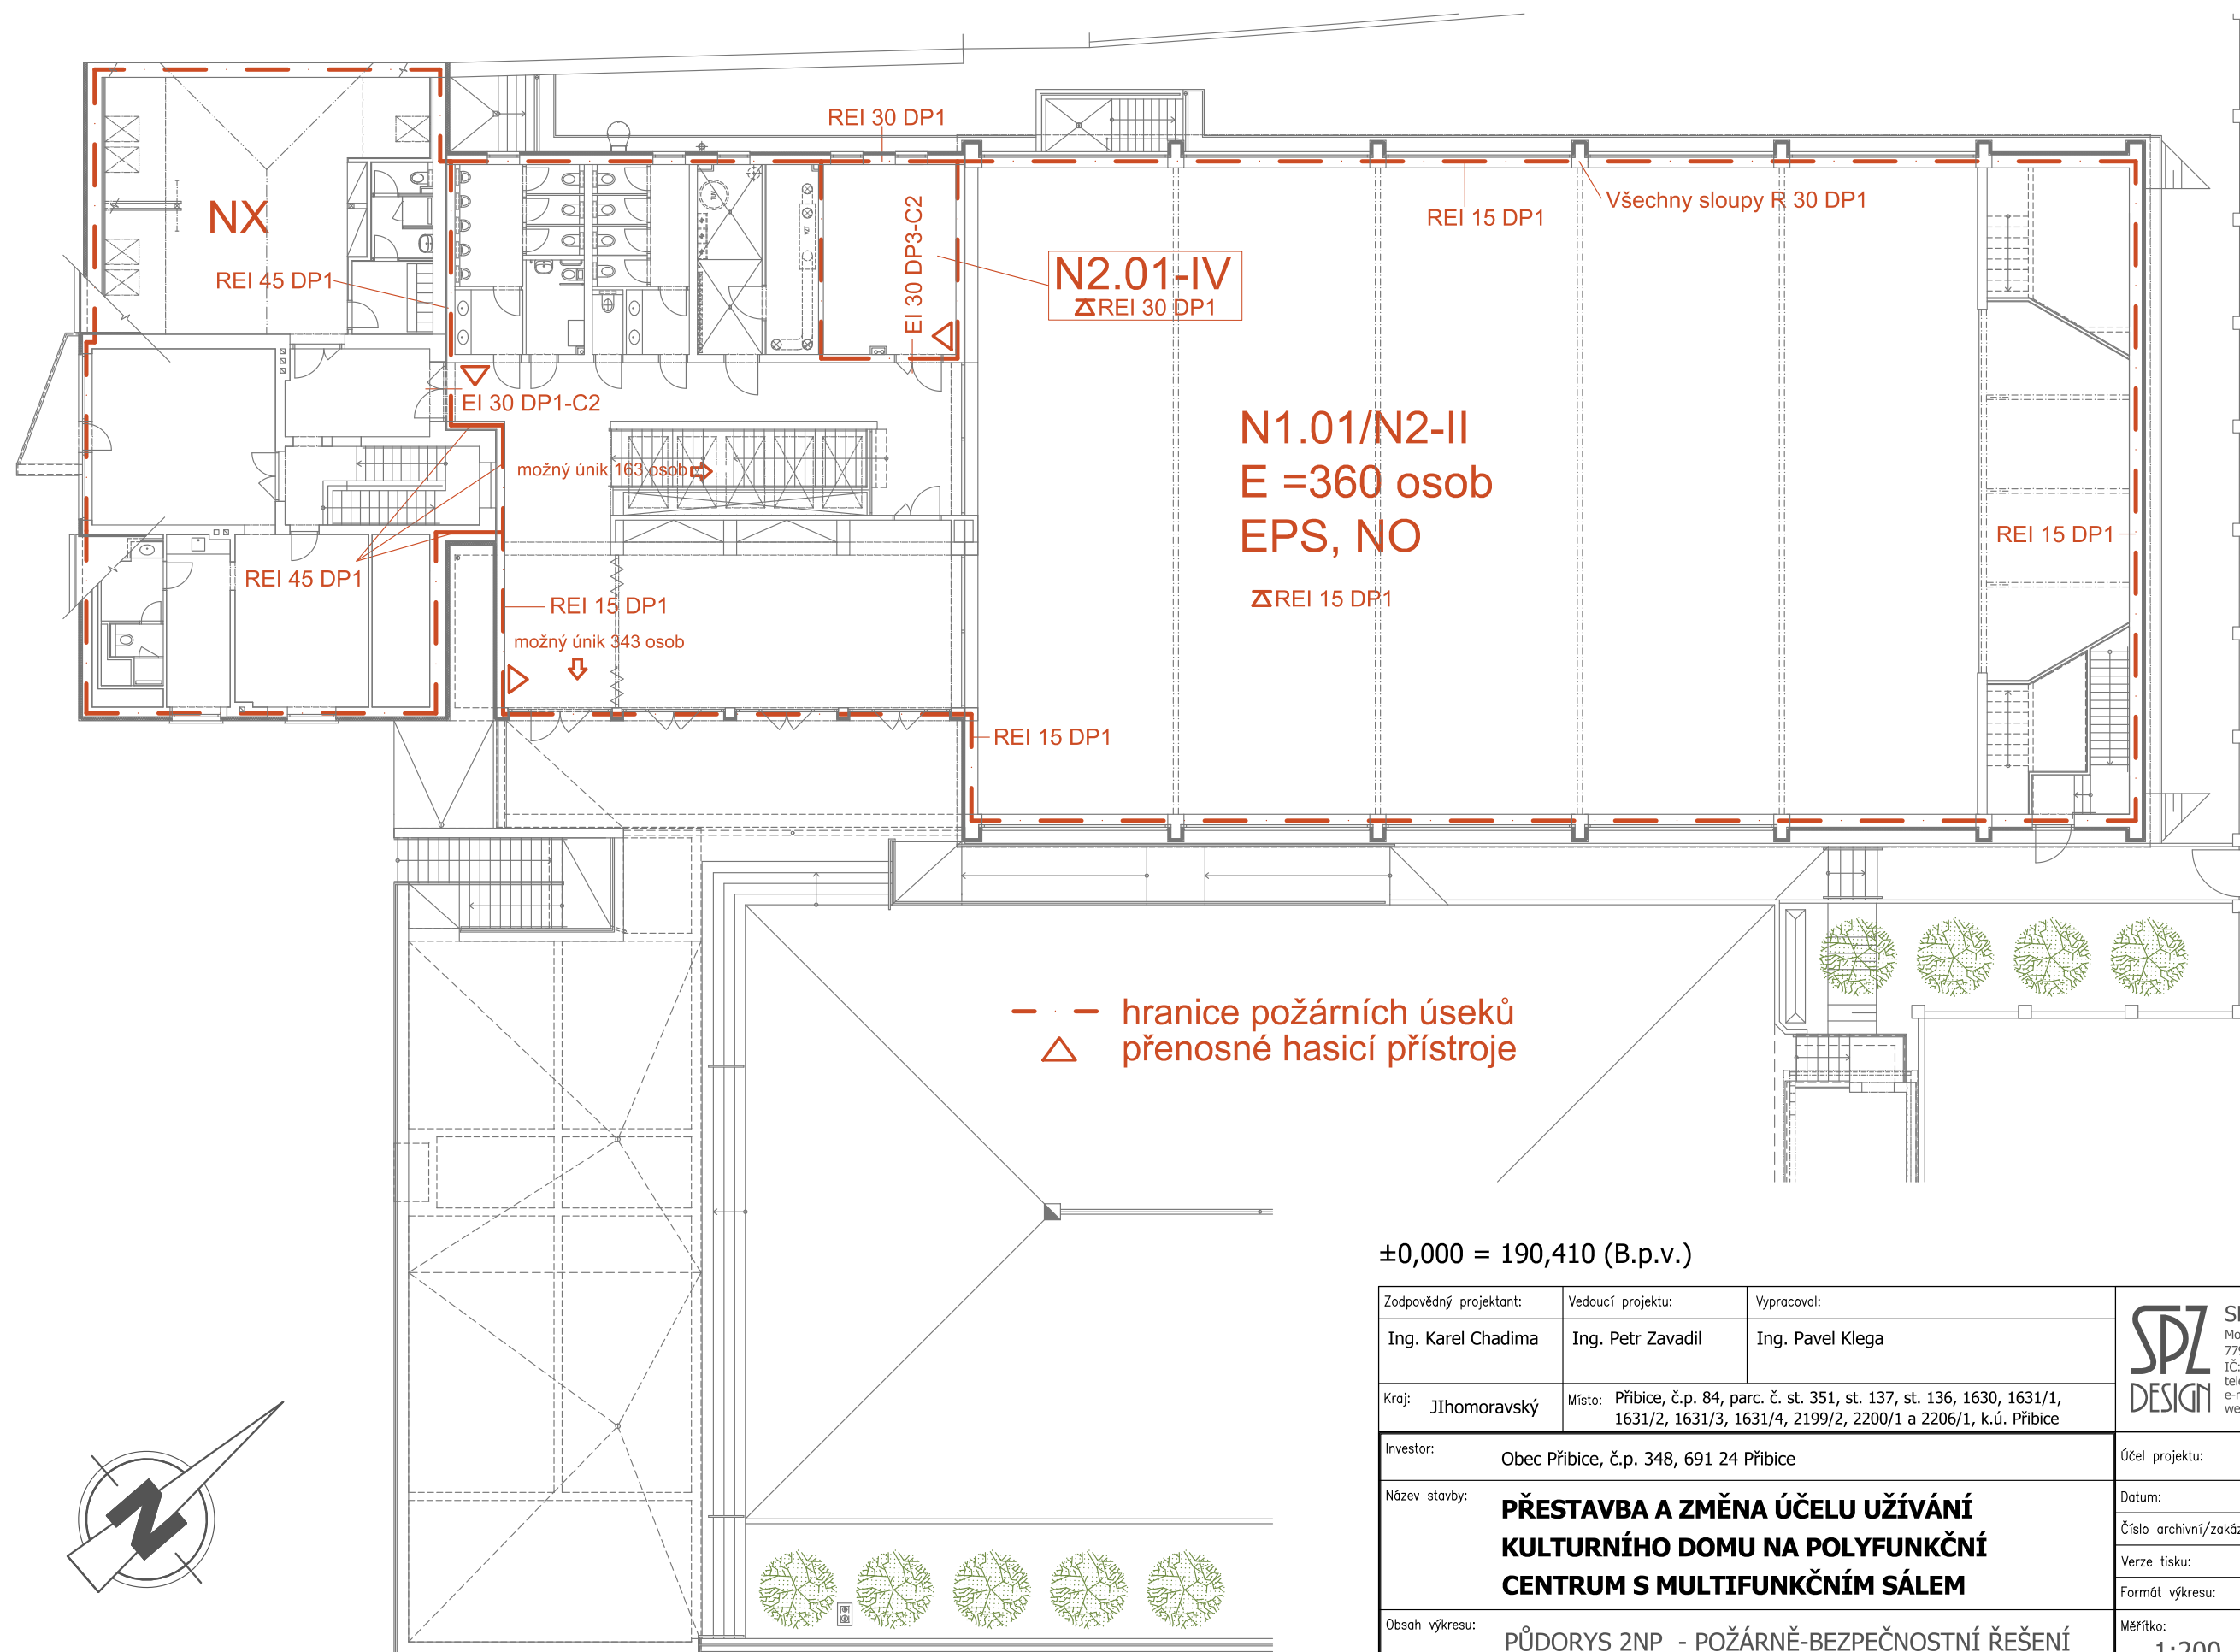 REI 30 DP1
NX
REI 45 DP1
EI 30 DP3-C2
N2.01-IV
REI 30 DP1
REI 15 DP1
Všechny sloupy R 30 DP1
EI 30 DP1-C2
možný únik 163 osob
N1.01/N2-II
E =360 osob
EPS, NO
REI 15 DP1
REI 15 DP1
REI 45 DP1
REI 15 DP1
možný únik 343 osob
REI 15 DP1
hranice požárních úseků
přenosné hasicí přístroje
N
±0,000 = 190,410 (B.p.v.)
Zodpovědný projektant:
Vedoucí projektu:
Vypracoval:
Ing. Karel Chadima
Ing. Petr Zavadil
Ing. Pavel Klega
Kraj: JIhomoravský
Místo: Přibice, č.p. 84, parc. č. st. 351, st. 137, st. 136, 1630, 1631/1,
1631/2, 1631/3, 1631/4, 2199/2, 2200/1 a 2206/1, k.ú. Přibice
SPZ
DESIGN
779
IČ:
Investor: Obec Přibice, č.p. 348, 691 24 Přibice
Účel projektu:
Název stavby: PŘESTAVBA A ZMĚNA ÚČELU UŽÍVÁNÍ
KULTURNÍHO DOMU NA POLYFUNKČNÍ
CENTRUM S MULTIFUNKČNÍM SÁLEM
Datum:
Číslo archivní/zakáz
Verze tisku:
Formát výkresu:
Obsah výkresu: PŮDORYS 2NP - POŽÁRNĚ-BEZPEČNOSTNÍ ŘEŠENÍ
Měřítko:
1:200